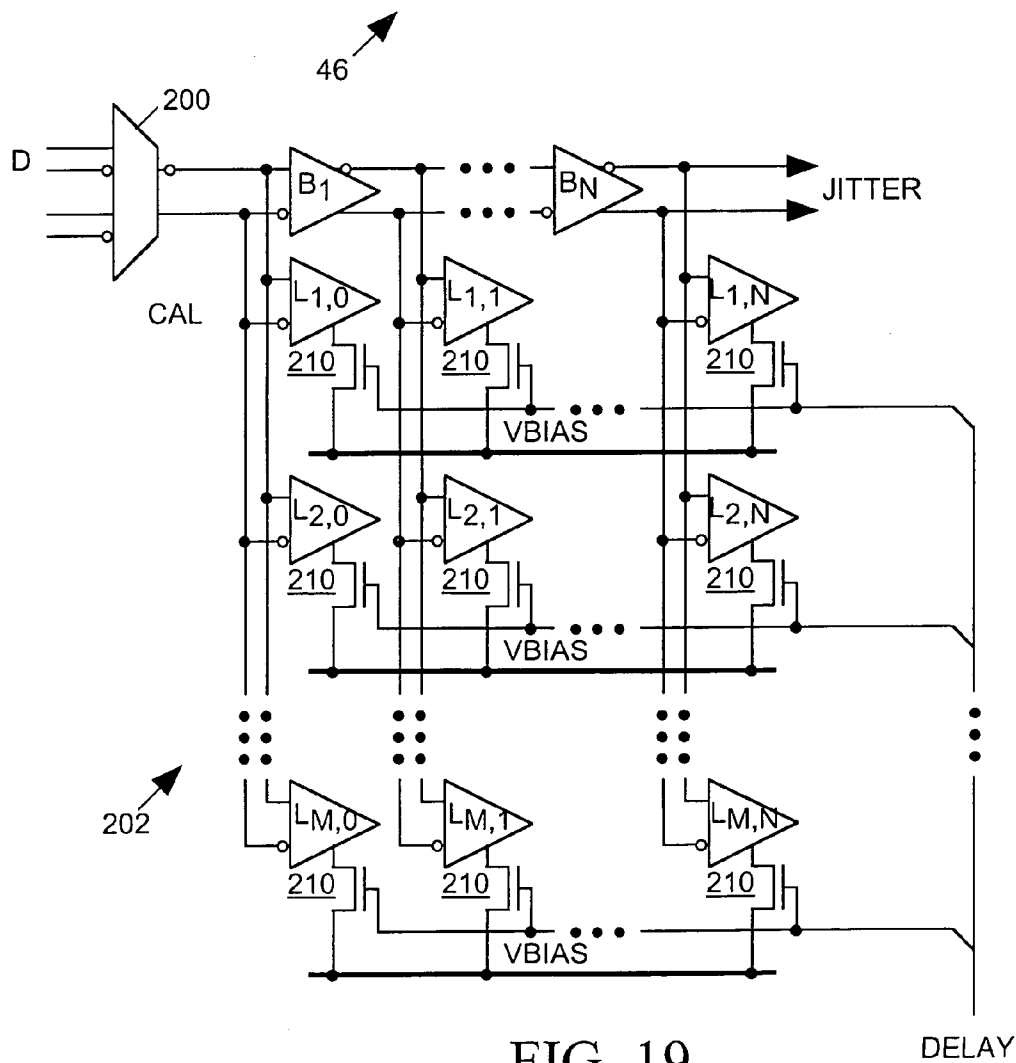 46
200
D
B1
BN
JITTER
CAL
L1,0
L1,1
L1,N
210
210
210
VBIAS
L2,0
L2,1
L2,N
210
210
210
VBIAS
202
LM,0
LM,1
LM,N
210
210
210
VBIAS
FIG. 19
DELAY